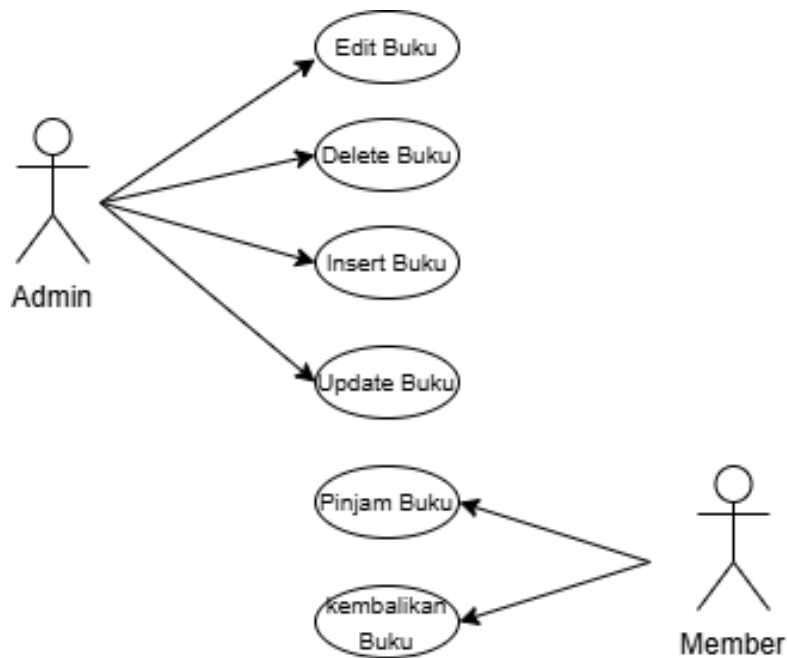 Edit Buku
Delete Buku
Insert Buku
Admin
Update Buku
Pinjam Buku
kembalikan
Buku
Member